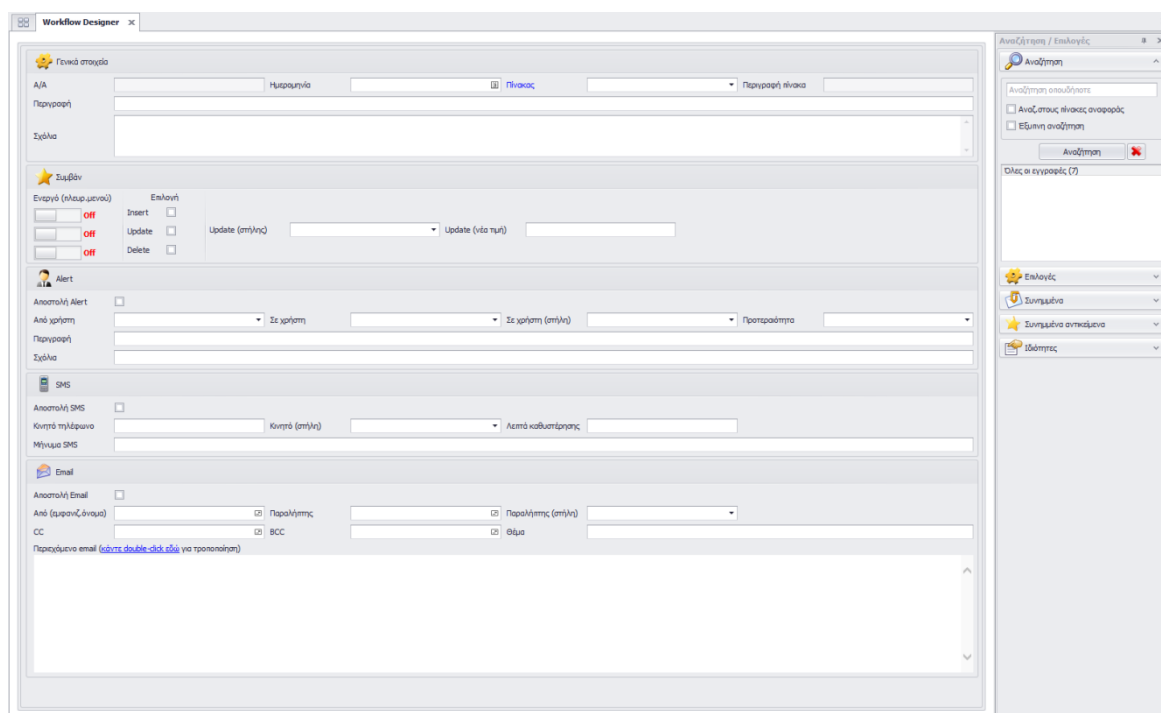 Workflow Designer
Γενικά στοιχεία
Α/Α Ημερομηνία Πίνακας Περιγραφή πίνακα
Περιγραφή
Σχόλια
Συμβάν
Ενεργό (πλευρ.μενού) Επιλογή
Off Insert
Off Update Update (στήλης) Update (νέα τιμή)
Off Delete
Alert
Αποστολή Alert
Από χρήστη Σε χρήστη Σε χρήστη (στήλη) Προτεραιότητα
Περιγραφή
Σχόλια
SMS
Αποστολή SMS
Κινητό τηλέφωνο Κινητό (στήλη) Λεπτά καθυστέρησης
Μήνυμα SMS
Email
Αποστολή Email
Από (εμφανιζ.όνομα) Παραλήπτης Παραλήπτης (στήλη)
CC BCC Θέμα
Περιεχόμενο email (κάντε double-click εδώ για τροποποίηση)
Αναζήτηση / Επιλογές
Αναζήτηση
Αναζήτηση οπουδήποτε
Αναζ.στους πίνακες αναφοράς
Έξυπνη αναζήτηση
Αναζήτηση
Όλες οι εγγραφές (7)
Επιλογές
Συνημμένα
Συνημμένα αντικείμενα
Ιδιότητες